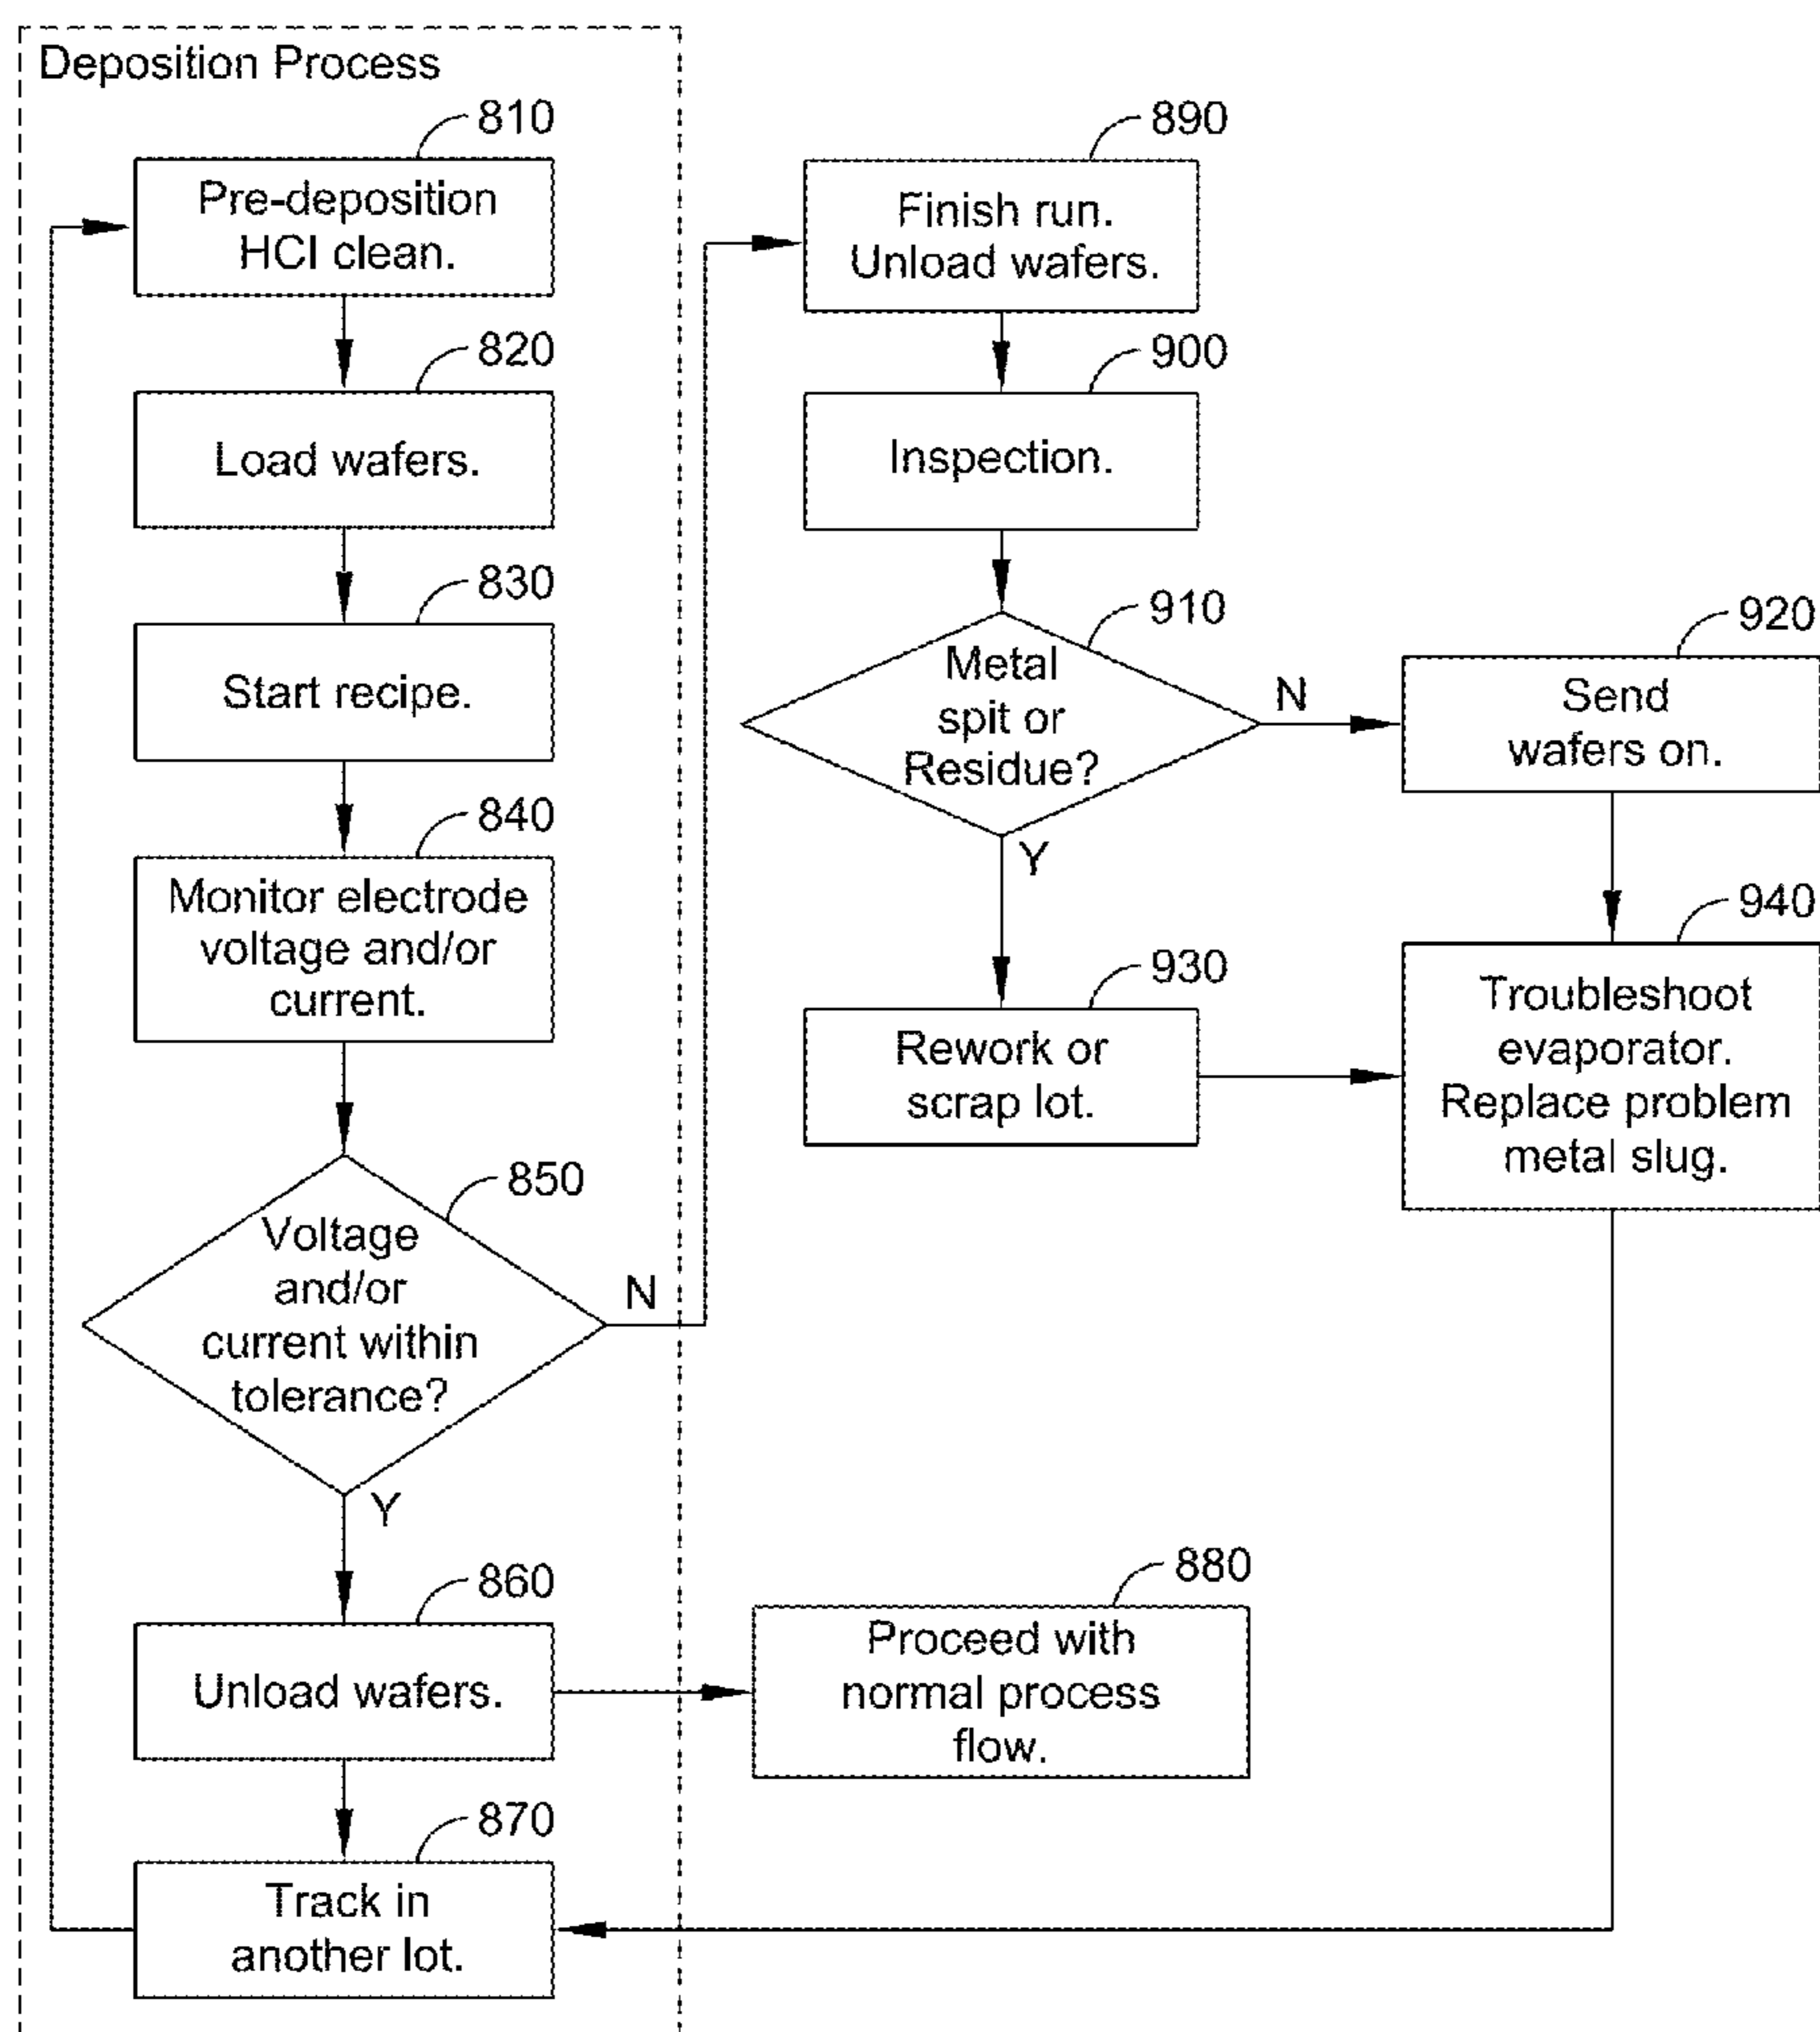 Deposition Process
810
Pre-deposition
HCl clean.
820
Load wafers.
830
Start recipe.
840
Monitor electrode
voltage and/or
current.
850
Voltage
and/or
current within
tolerance?
N
Y
860
Unload wafers.
870
Track in
another lot.
880
Proceed with
normal process
flow.
890
Finish run.
Unload wafers.
900
Inspection.
910
Metal
spit or
Residue?
N
Y
920
Send
wafers on.
930
Rework or
scrap lot.
940
Troubleshoot
evaporator.
Replace problem
metal slug.